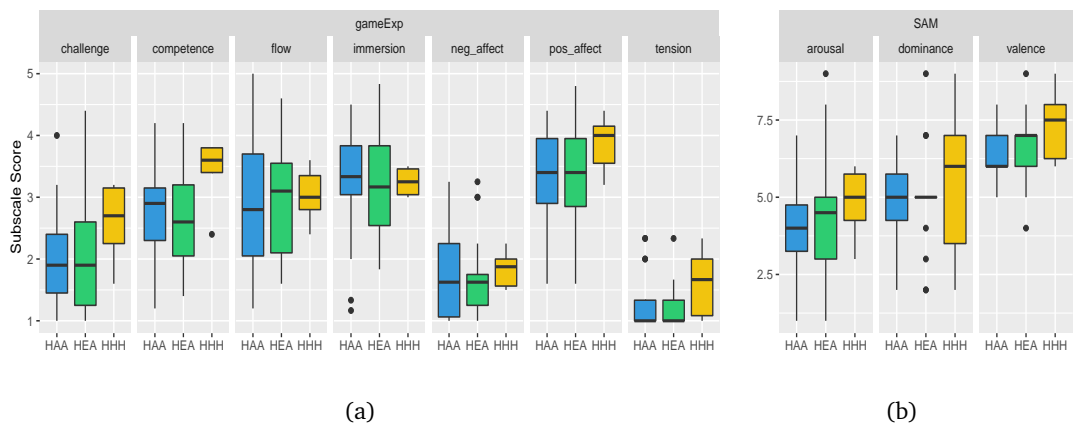 gameExp
challenge competence flow immersion neg_affect pos_affect tension
Subscale Score
5
4
3
2
1
HAA HEA HHH HAA HEA HHH HAA HEA HHH HAA HEA HHH HAA HEA HHH HAA HEA HHH HAA HEA HHH
(a)
SAM
arousal dominance valence
7.5
5.0
2.5
HAA HEA HHH HAA HEA HHH HAA HEA HHH
(b)